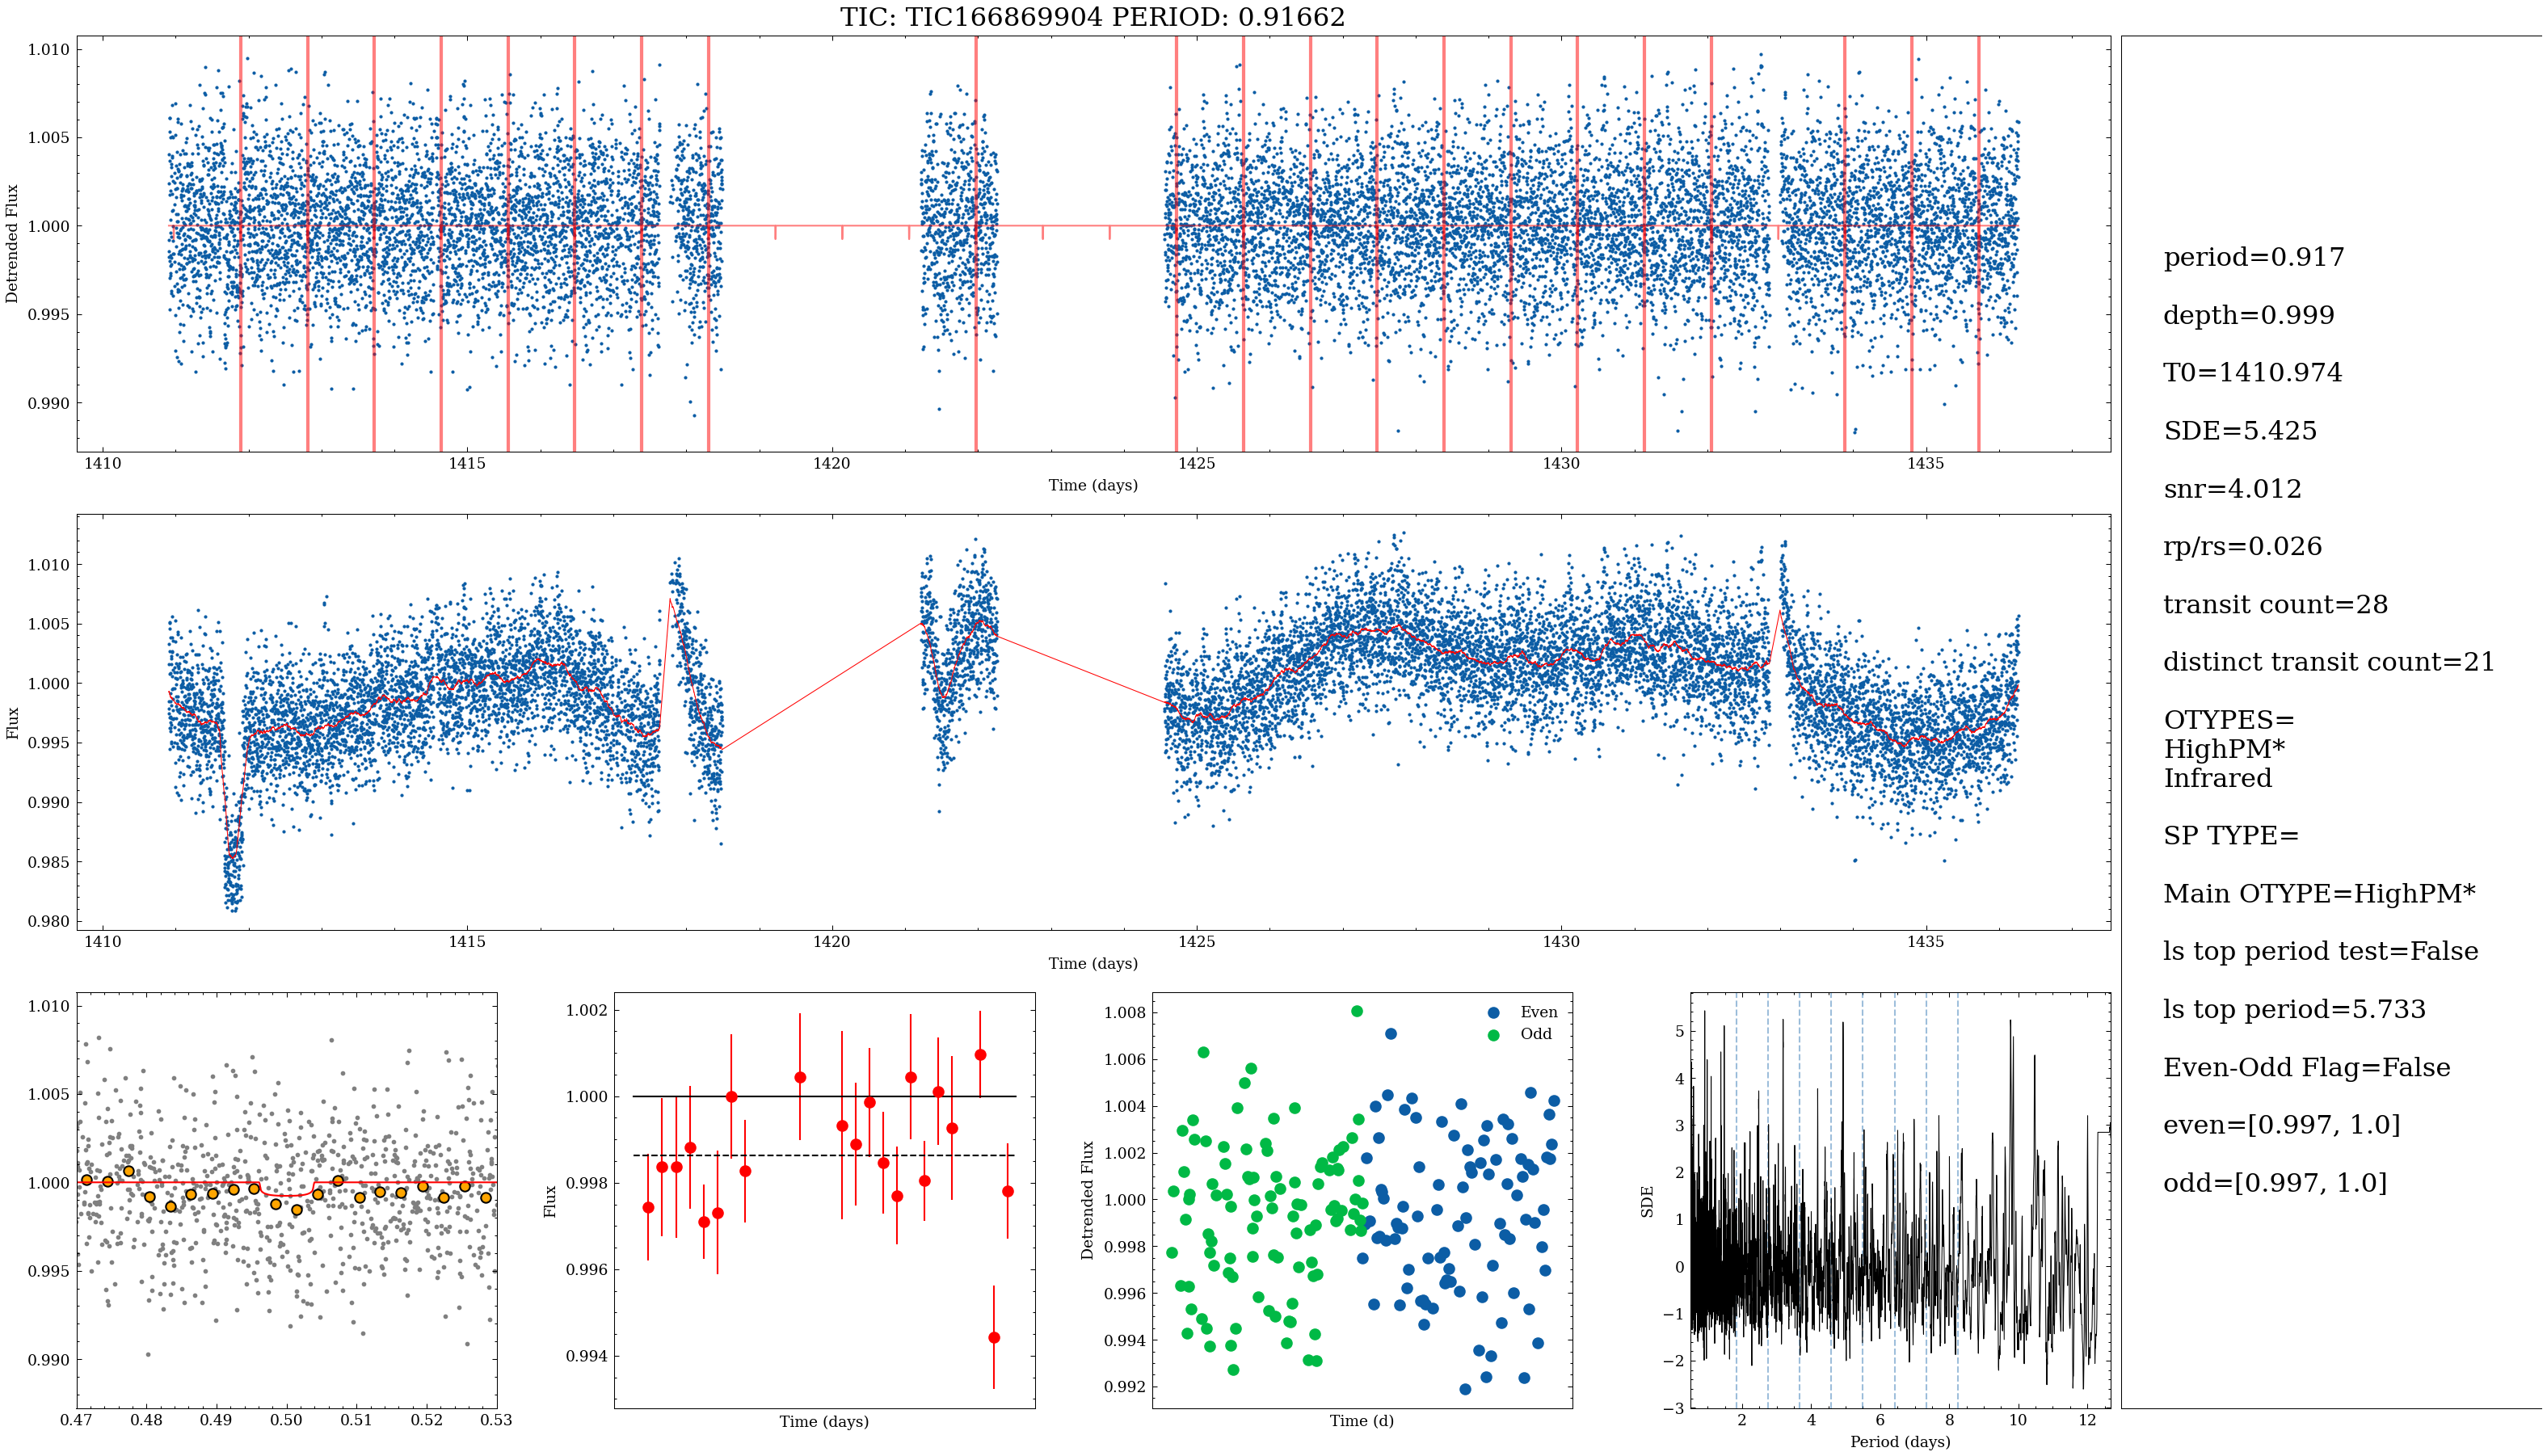 TIC: TIC166869904 PERIOD: 0.91662
1.010
1.005
1.000
0.995
0.990
Detrended Flux
1410
1415
1420
1425
1430
1435
Time (days)
1.010
1.005
1.000
0.995
0.990
0.985
0.980
Flux
1410
1415
1420
1425
1430
1435
Time (days)
1.010
1.005
1.000
0.995
0.990
0.47
0.48
0.49
0.50
0.51
0.52
0.53
1.002
1.000
0.998
0.996
0.994
Flux
Time (days)
1.008
1.006
1.004
1.002
1.000
0.998
0.996
0.994
0.992
Detrended Flux
Even
Odd
Time (d)
5
4
3
2
1
0
−1
−2
−3
SDE
2
4
6
8
10
12
Period (days)
period=0.917
depth=0.999
T0=1410.974
SDE=5.425
snr=4.012
rp/rs=0.026
transit count=28
distinct transit count=21
OTYPES=
HighPM*
Infrared
SP TYPE=
Main OTYPE=HighPM*
ls top period test=False
ls top period=5.733
Even-Odd Flag=False
even=[0.997, 1.0]
odd=[0.997, 1.0]